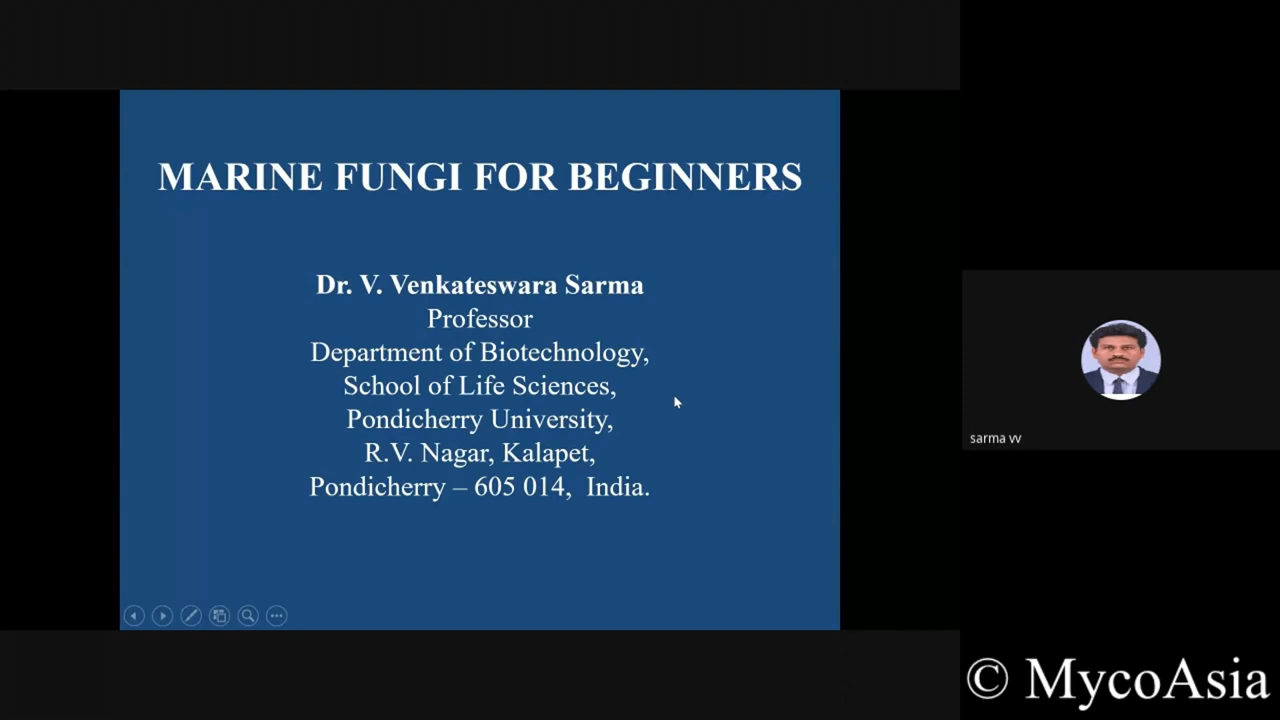 MARINE FUNGI FOR BEGINNERS
Dr. V. Venkateswara Sarma
Professor
Department of Biotechnology,
School of Life Sciences,
Pondicherry University,
R.V. Nagar, Kalapet,
Pondicherry – 605 014,  India.
sarma vv
© MycoAsia